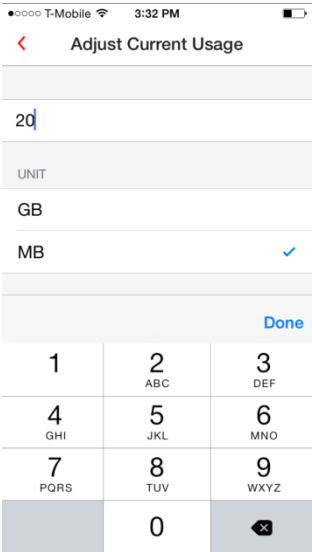 T-Mobile 3:32 PM
Adjust Current Usage
20
UNIT
GB
MB
Done
1 2 3
ABC DEF
4 5 6
GHI JKL MNO
7 8 9
PQRS TUV WXYZ
0